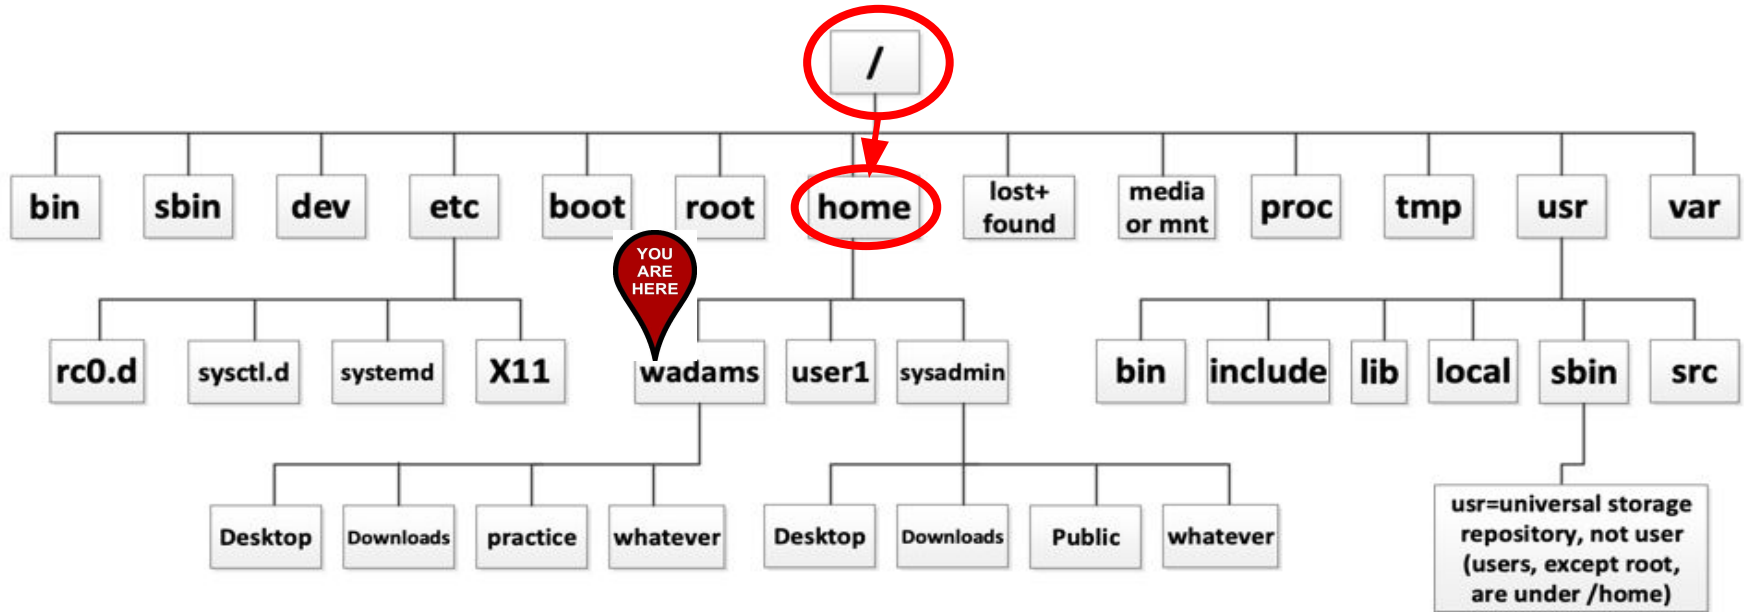 /
bin
sbin
dev
etc
boot
root
home
lost+
found
media
or mnt
proc
tmp
usr
var
YOU
ARE
HERE
rc0.d
sysctl.d
systemd
X11
wadams
user1
sysadmin
bin
include
lib
local
sbin
src
Desktop
Downloads
practice
whatever
Desktop
Downloads
Public
whatever
usr=universal storage
repository, not user
(users, except root,
are under /home)